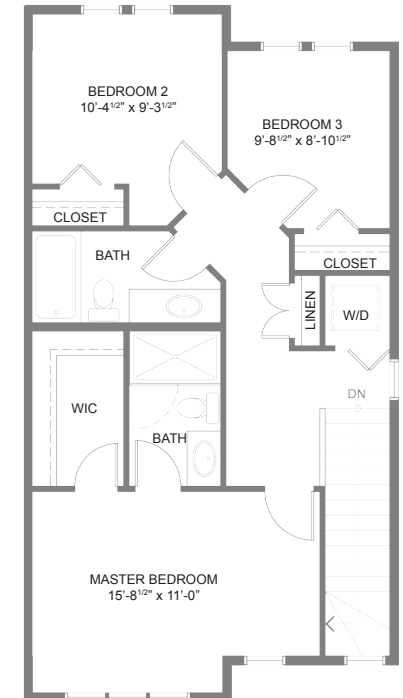 BEDROOM 2
10'-4 1/2" x 9'-3 1/2"
BEDROOM 3
9'-8 1/2" x 8'-10 1/2"
CLOSET
BATH
CLOSET
LINEN
W/D
DN
WIC
BATH
MASTER BEDROOM
15'-8 1/2" x 11'-0"